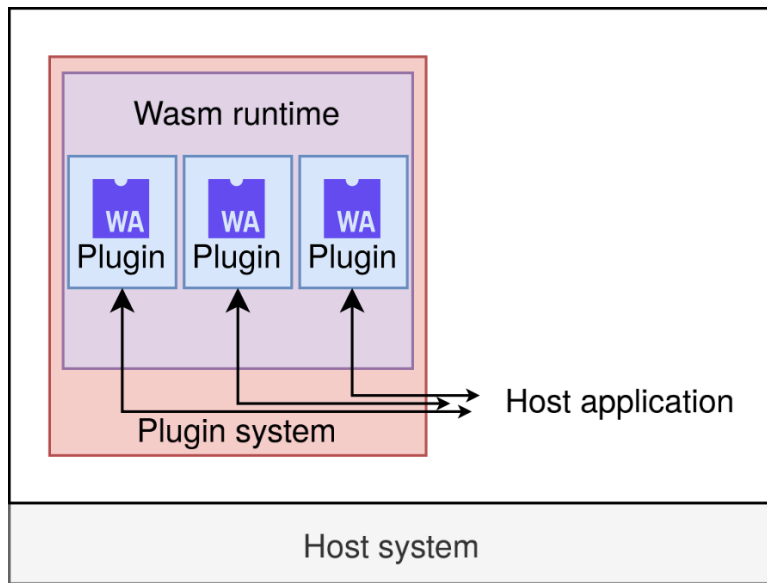 Wasm runtime
WA WA WA
Plugin Plugin Plugin
Host application
Plugin system
Host system